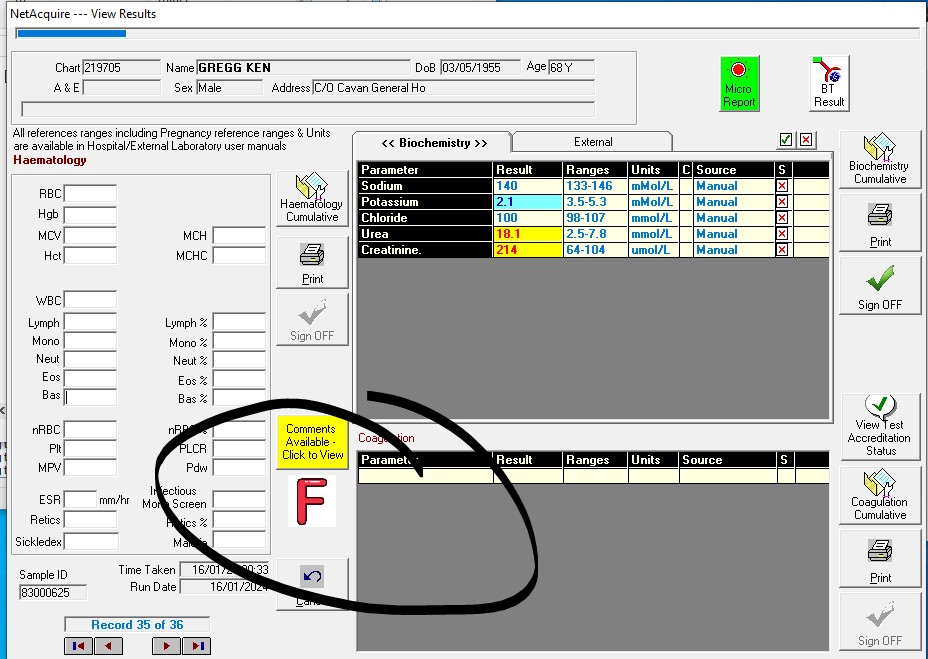 NetAcquire --- View Results
Chart 219705 Name GREGG KEN DoB 03/05/1955 Age 68 Y
A & E Sex Male Address C/O Cavan General Ho
Micro
Report
BT
Result
All references ranges including Pregnancy reference ranges & Units
are available in Hospital/External Laboratory user manuals
Haematology
RBC
Hgb
MCV MCH
Hct MCHC
WBC
Lymph Lymph %
Mono Mono %
Neut Neut %
Eos Eos %
Bas Bas %
nRBC nRBC %
Plt PLCR
MPV Pdw
ESR mm/hr Infectious
Mono Screen
Retics Retics %
Sickledex Malaria
Sample ID
83000625
Time Taken 16/01/2 00:33
Run Date 16/01/2024
Record 35 of 36
Haematology
Cumulative
Print
Sign OFF
Comments
Available -
Click to View
F
<< Biochemistry >> External
Parameter Result Ranges Units C Source S
Sodium 140 133-146 mMol/L Manual
Potassium 2.1 3.5-5.3 mMol/L Manual
Chloride 100 98-107 mmol/L Manual
Urea 18.1 2.5-7.8 mmol/L Manual
Creatinine. 214 64-104 umol/L Manual
Coagulation
Parameter Result Ranges Units Source S
Biochemistry
Cumulative
Print
Sign OFF
View Test
Accreditation
Status
Coagulation
Cumulative
Print
Sign OFF